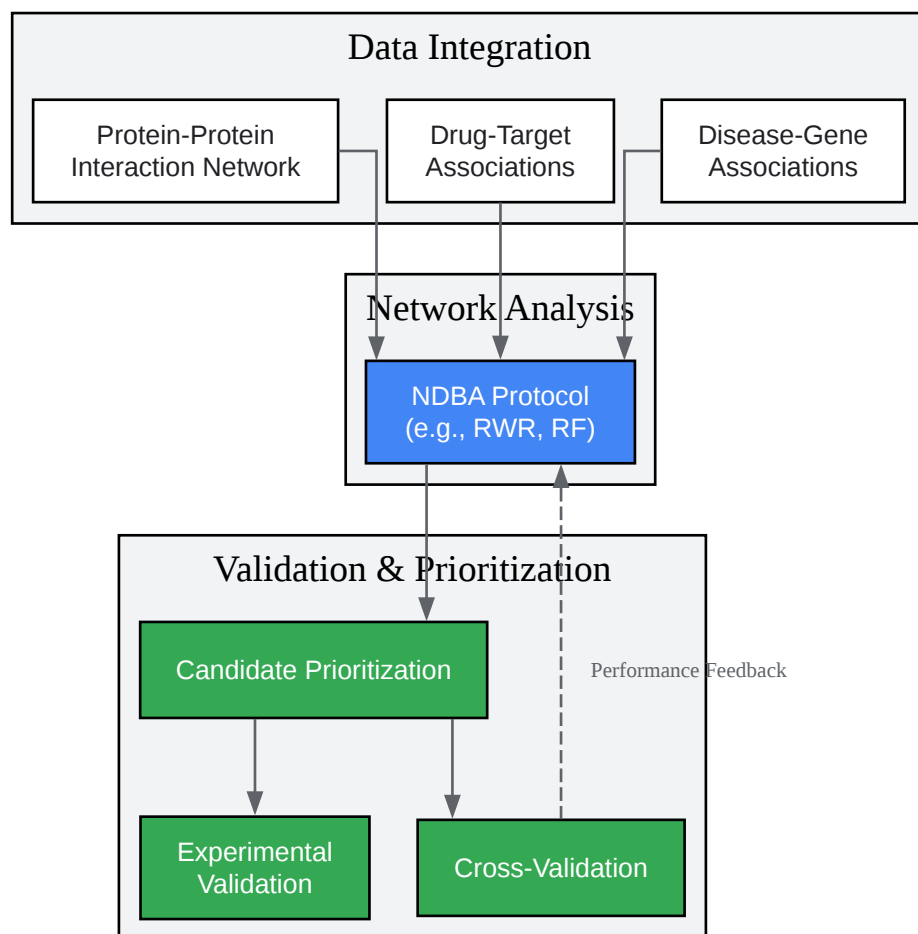 Data Integration
Protein-Protein
Interaction Network
Drug-Target
Associations
Disease-Gene
Associations
Network Analysis
NDBA Protocol
(e.g., RWR, RF)
Validation & Prioritization
Candidate Prioritization
Performance Feedback
Experimental
Validation
Cross-Validation